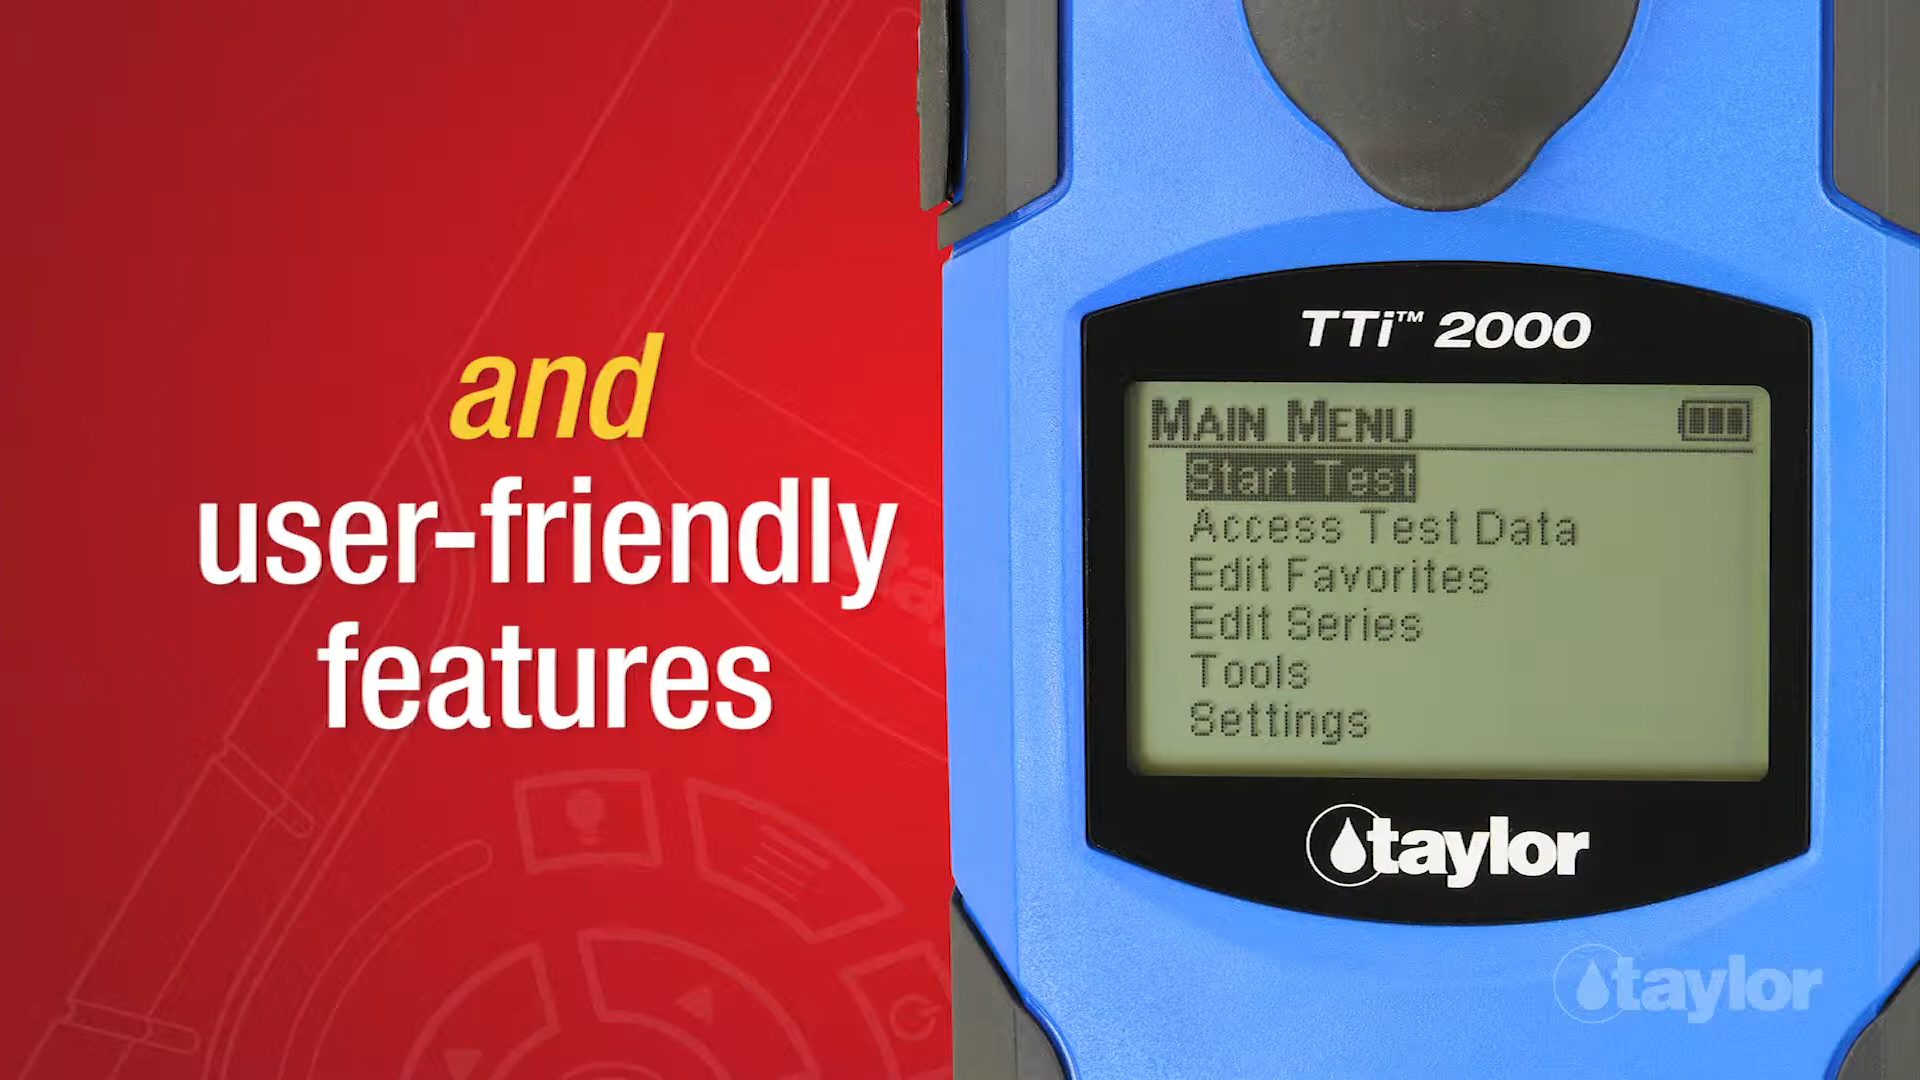 and
user-friendly
features
TTi™ 2000
MAIN MENU
Start Test
Access Test Data
Edit Favorites
Edit Series
Tools
Settings
taylor
taylor